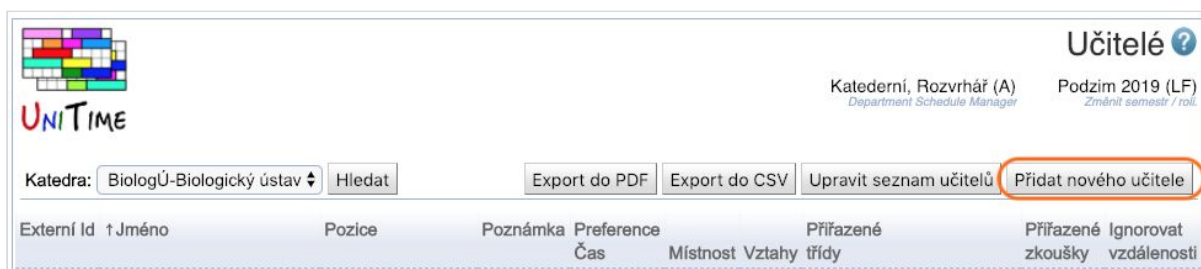 Učitelé ?
UniTime
Katederní, Rozvrhář (A)
Department Schedule Manager
Podzim 2019 (LF)
Změnit semestr / roli.
Katedra: BiologÚ-Biologický ústav Hledat Export do PDF Export do CSV Upravit seznam učitelů Přidat nového učitele
Externí Id ↑Jméno Pozice Poznámka Preference Přiřazené Přiřazené Ignorovat
Čas Místnost Vztahy třídy zkoušky vzdálenosti